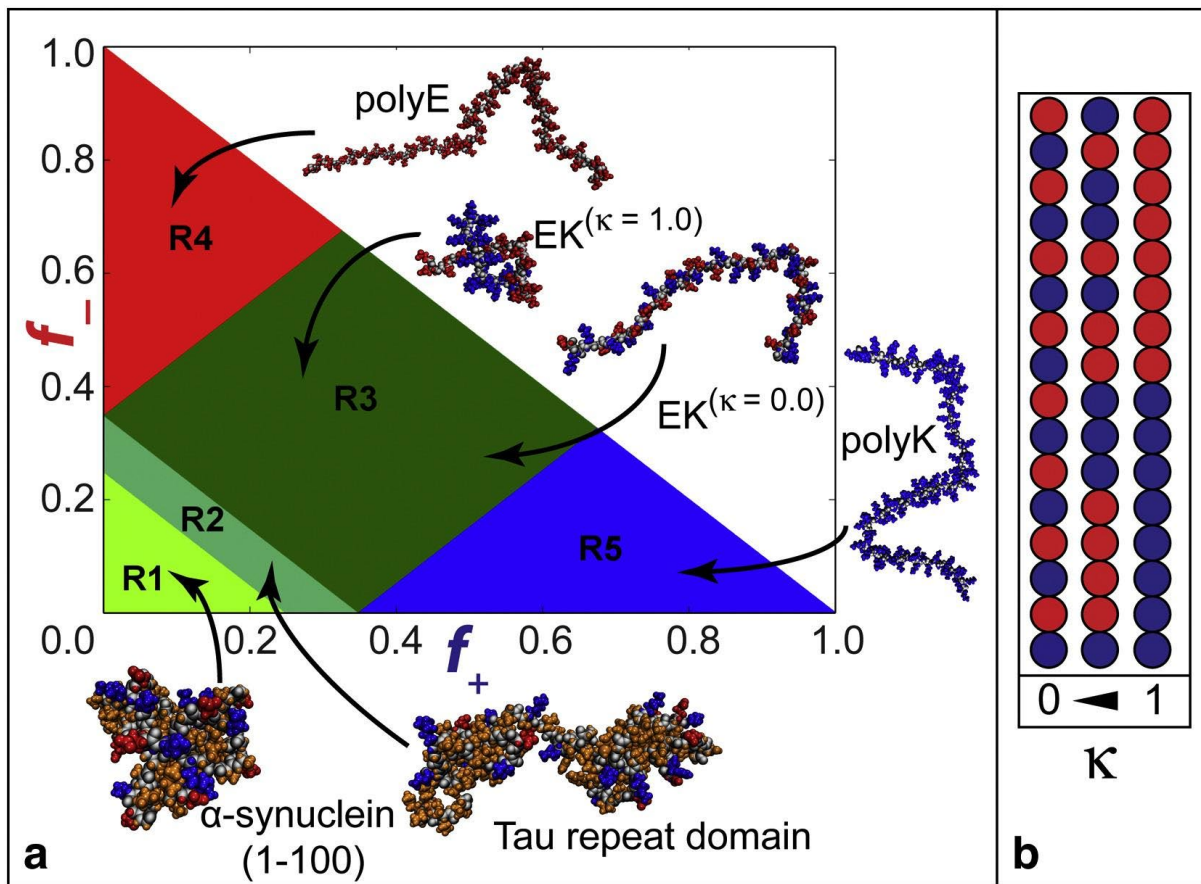 1.0
polyE
0.8
R4
EK(κ = 1.0)
0.6
f_
0.4
R3
EK(κ = 0.0)
polyK
0.2
R2
R5
R1
0.0
0.2
0.4
f+
0.6
0.8
1.0
α-synuclein
(1-100)
Tau repeat domain
a
0 1
κ
b